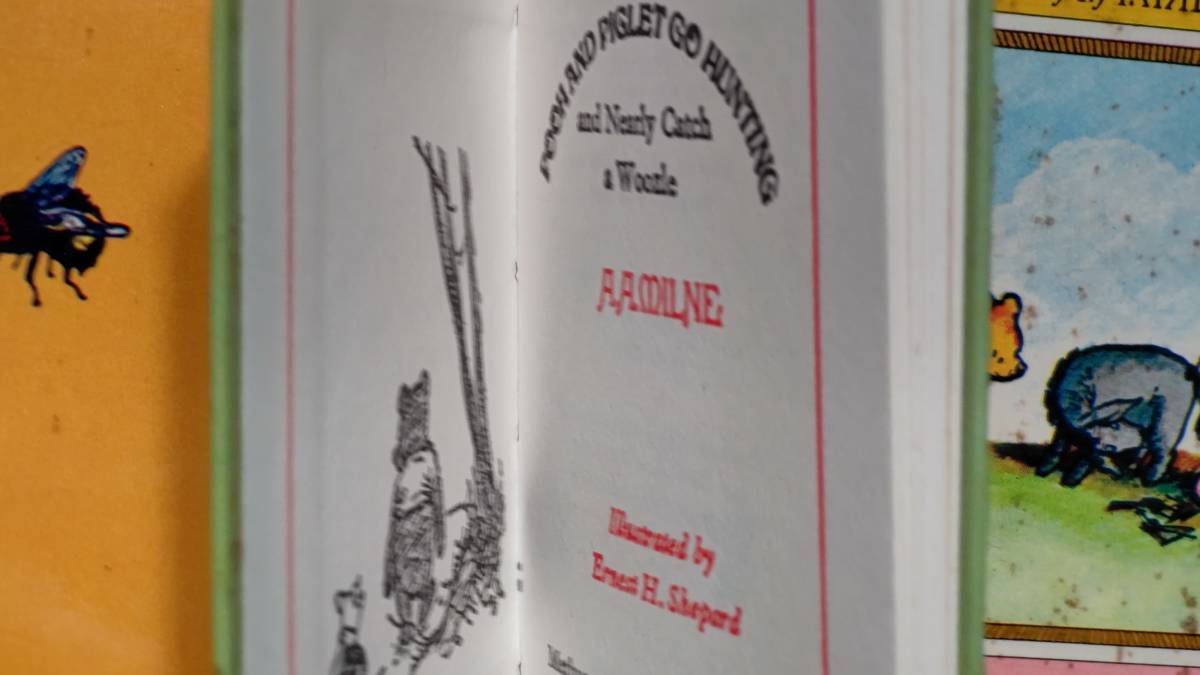 POOH AND PIGLET GO HUNTING
and Nearly Catch
a Woozle
A A MILNE
Illustrated by
Ernest H. Shepard